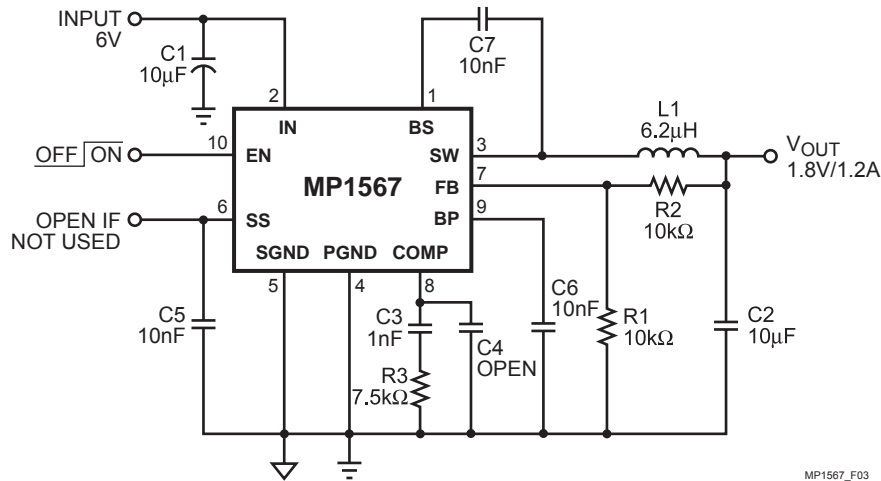 INPUT
6V
C1
10μF
C7
10nF
2
1
IN
BS
L1
6.2μH
OFF ON
10
EN
SW
3
VOUT
1.8V/1.2A
MP1567
FB
7
R2
10kΩ
OPEN IF
NOT USED
6
SS
BP
9
SGND
PGND
COMP
5
4
8
C5
10nF
C3
1nF
C4
OPEN
C6
10nF
R1
10kΩ
C2
10μF
R3
7.5kΩ
MP1567_F03